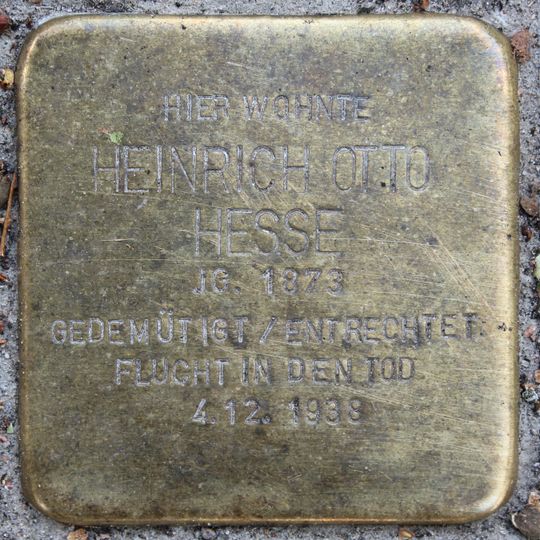 HIER WOHNTE
HEINRICH OTTO
HESSE
JG. 1873
GEDEMÜTIGT / ENTRECHTET
FLUCHT IN DEN TOD
4.12. 1938